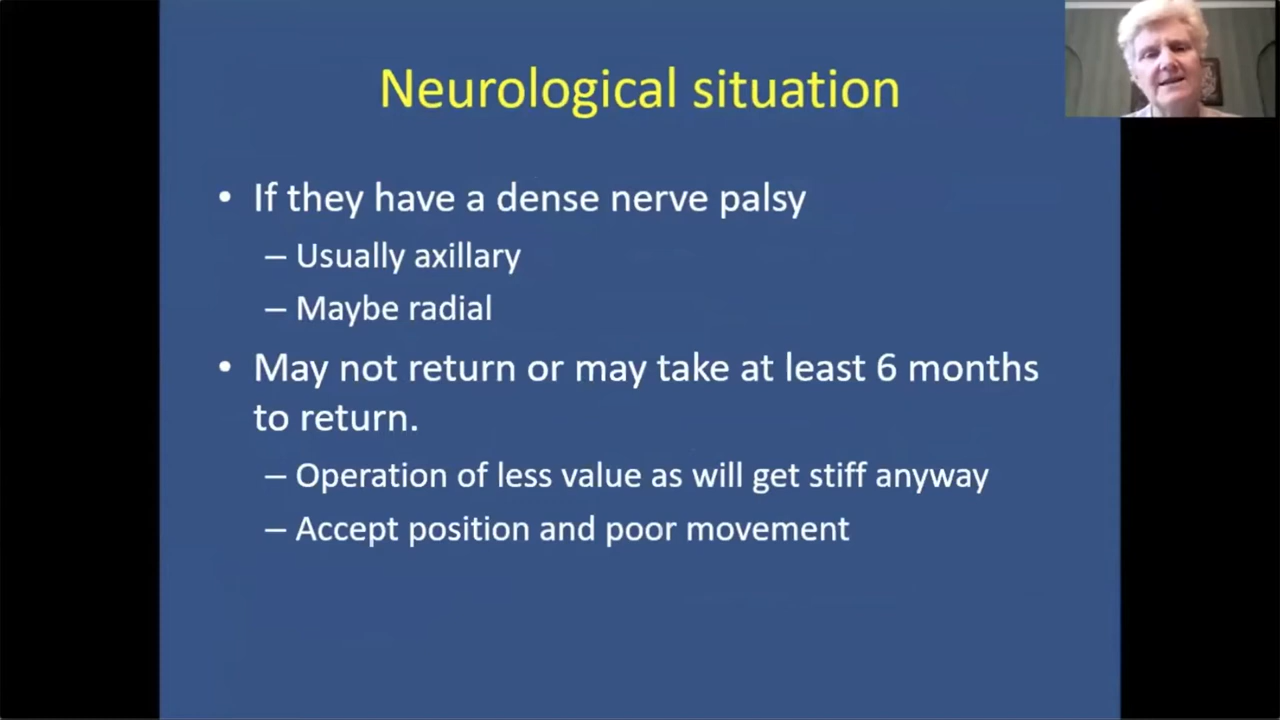 Neurological situation
• If they have a dense nerve palsy
– Usually axillary
– Maybe radial
• May not return or may take at least 6 months
to return.
– Operation of less value as will get stiff anyway
– Accept position and poor movement